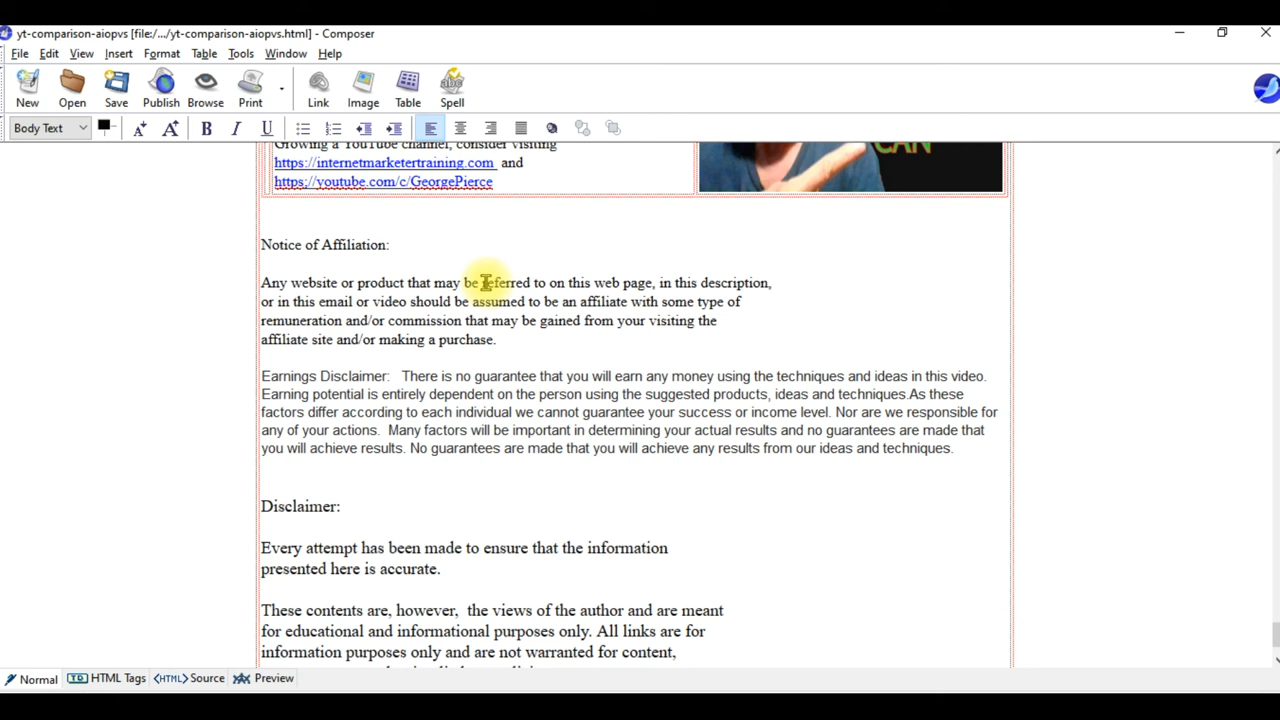 yt-comparison-aiopvs [file:/.../yt-comparison-aiopvs.html] - Composer
File Edit View Insert Format Table Tools Window Help
New Open Save Publish Browse Print Link Image Table Spell
Body Text
Growing a YouTube channel, consider visiting
https://internetmarketertraining.com and
https://youtube.com/c/GeorgePierce
CAN
Notice of Affiliation:
Any website or product that may be referred to on this web page, in this description,
or in this email or video should be assumed to be an affiliate with some type of
remuneration and/or commission that may be gained from your visiting the
affiliate site and/or making a purchase.
Earnings Disclaimer: There is no guarantee that you will earn any money using the techniques and ideas in this video.
Earning potential is entirely dependent on the person using the suggested products, ideas and techniques.As these
factors differ according to each individual we cannot guarantee your success or income level. Nor are we responsible for
any of your actions. Many factors will be important in determining your actual results and no guarantees are made that
you will achieve results. No guarantees are made that you will achieve any results from our ideas and techniques.
Disclaimer:
Every attempt has been made to ensure that the information
presented here is accurate.
These contents are, however, the views of the author and are meant
for educational and informational purposes only. All links are for
information purposes only and are not warranted for content,
Normal HTML Tags Source Preview